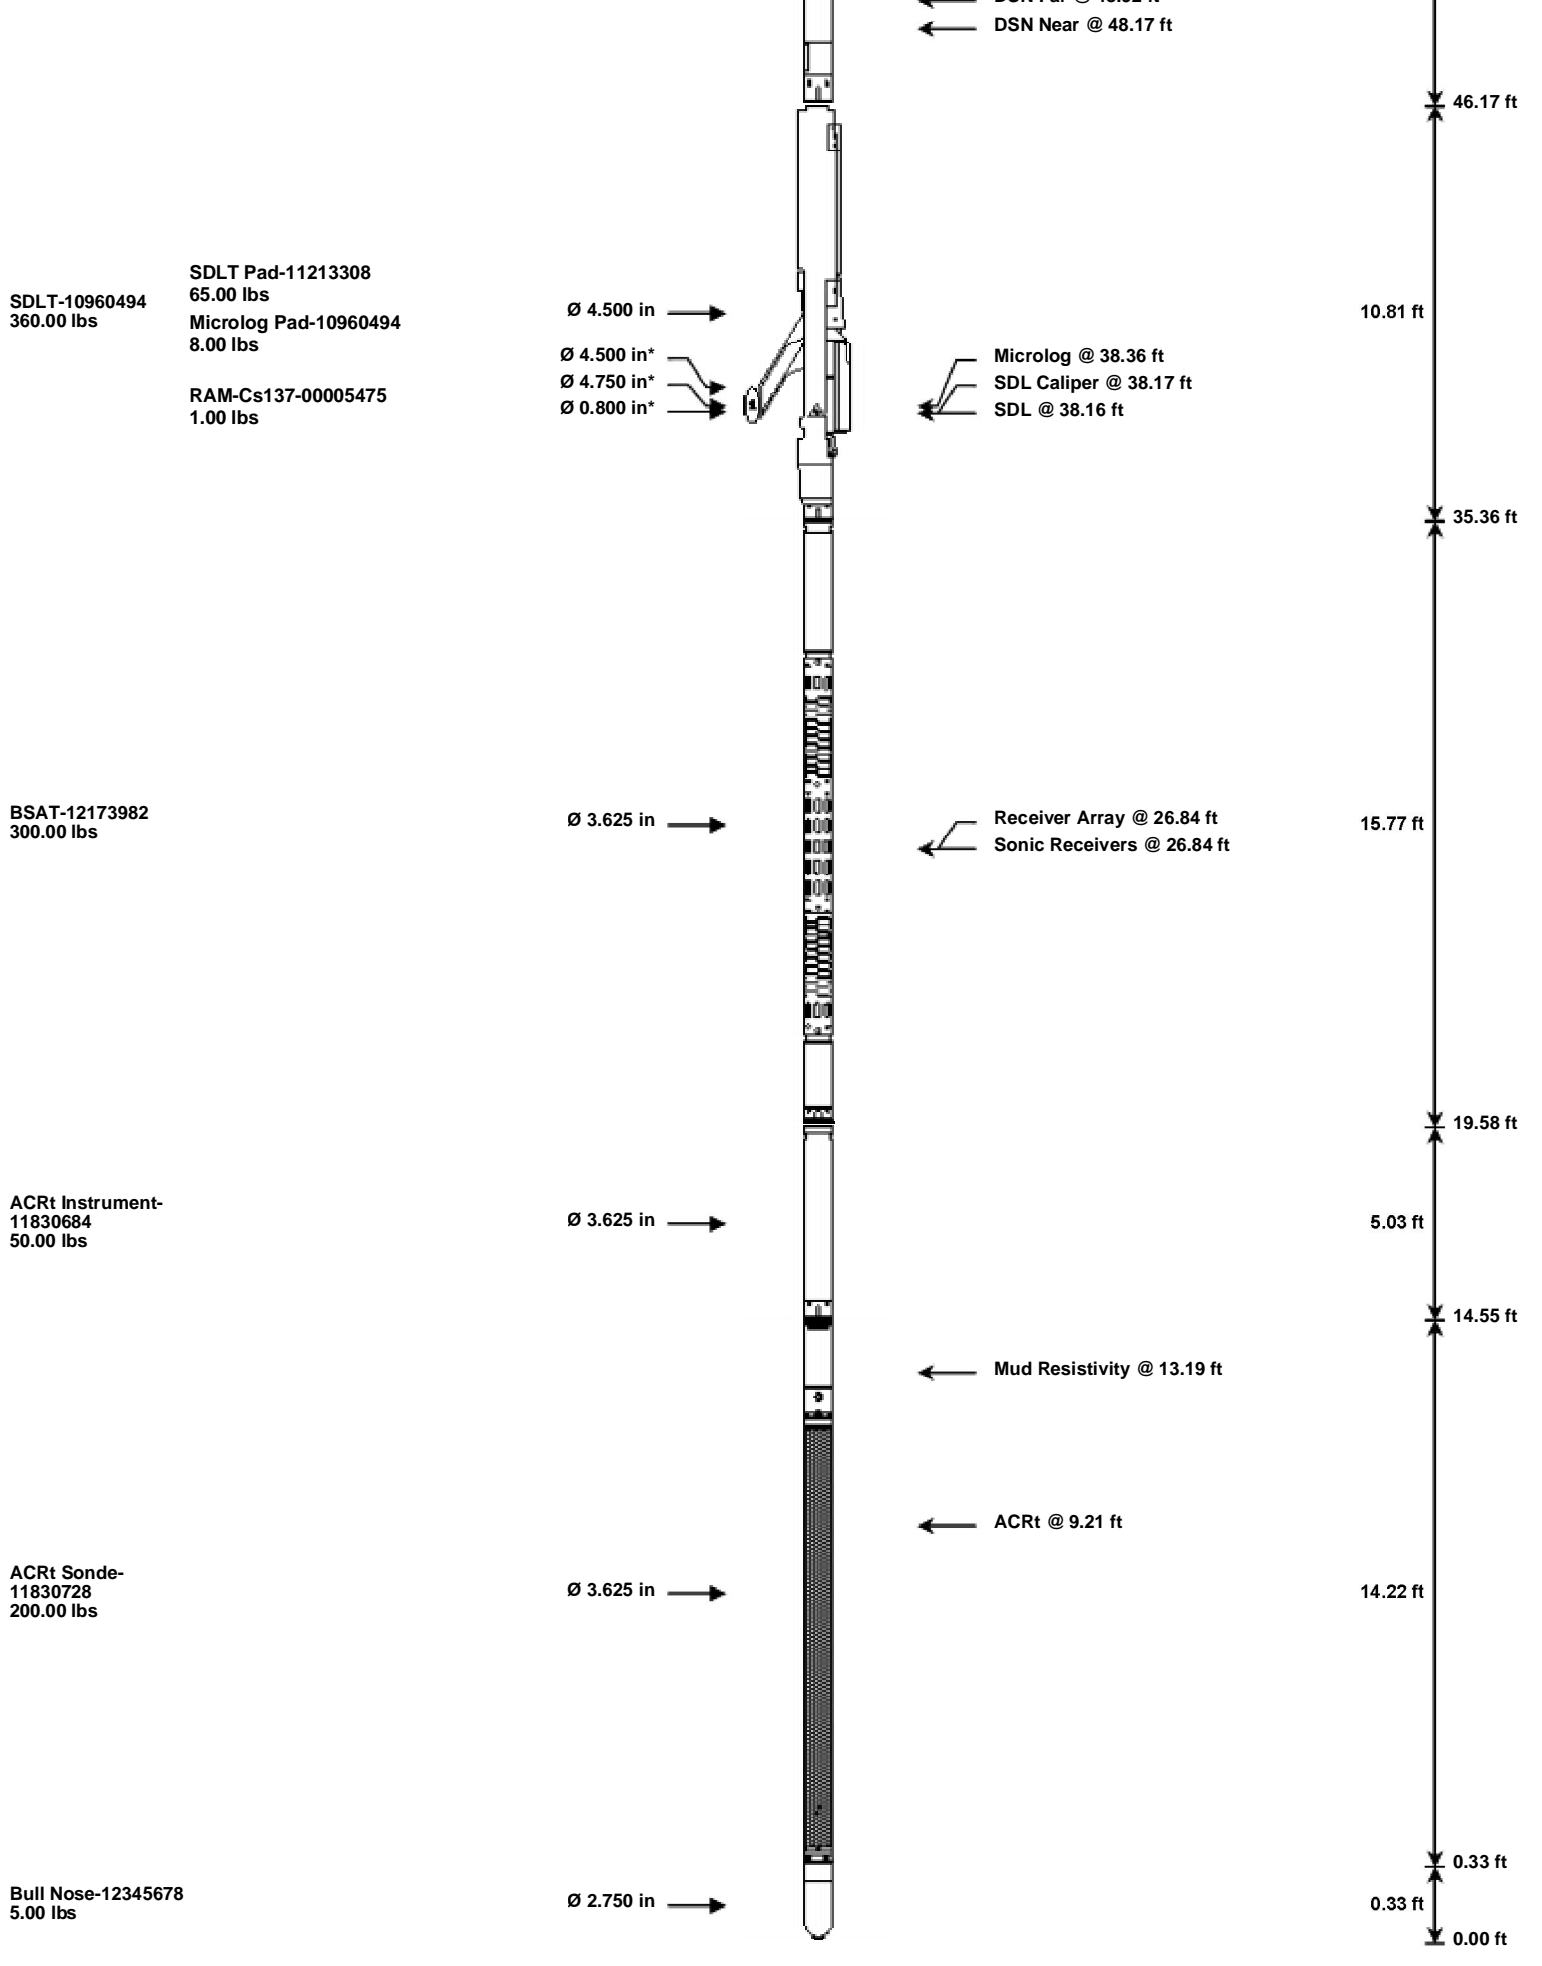 DSN Near @ 48.17 ft
46.17 ft
SDLT Pad-11213308
65.00 lbs
SDLT-10960494
360.00 lbs
Microlog Pad-10960494
8.00 lbs
RAM-Cs137-00005475
1.00 lbs
Ø 4.500 in
Ø 4.500 in*
Ø 4.750 in*
Ø 0.800 in*
Microlog @ 38.36 ft
SDL Caliper @ 38.17 ft
SDL @ 38.16 ft
10.81 ft
35.36 ft
BSAT-12173982
300.00 lbs
Ø 3.625 in
Receiver Array @ 26.84 ft
Sonic Receivers @ 26.84 ft
15.77 ft
19.58 ft
ACRt Instrument-
11830684
50.00 lbs
Ø 3.625 in
5.03 ft
14.55 ft
Mud Resistivity @ 13.19 ft
ACRt @ 9.21 ft
ACRt Sonde-
11830728
200.00 lbs
Ø 3.625 in
14.22 ft
0.33 ft
Bull Nose-12345678
5.00 lbs
Ø 2.750 in
0.33 ft
0.00 ft